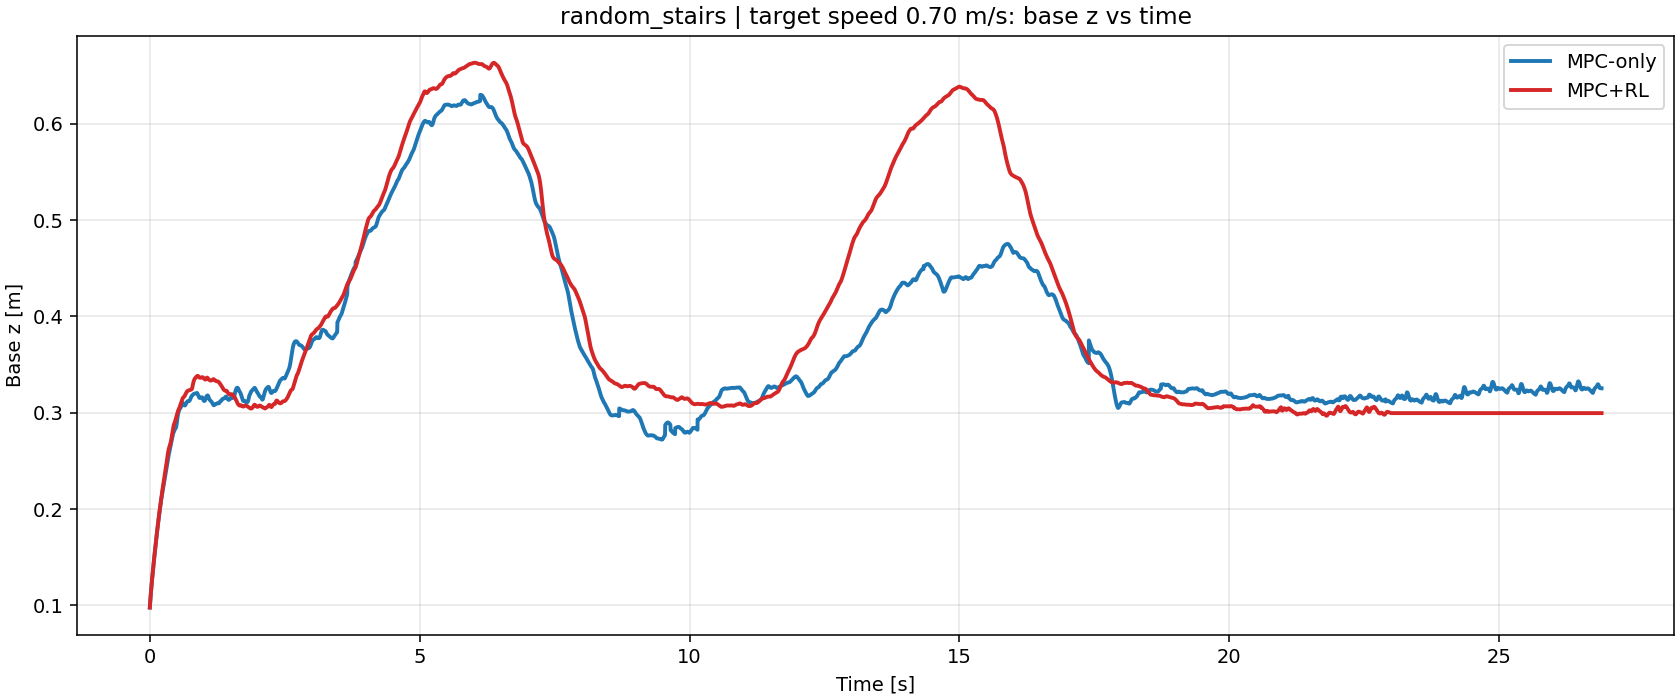 random_stairs | target speed 0.70 m/s: base z vs time
MPC-only
MPC+RL
Base z [m]
0.6
0.5
0.4
0.3
0.2
0.1
0 5 10 15 20 25
Time [s]